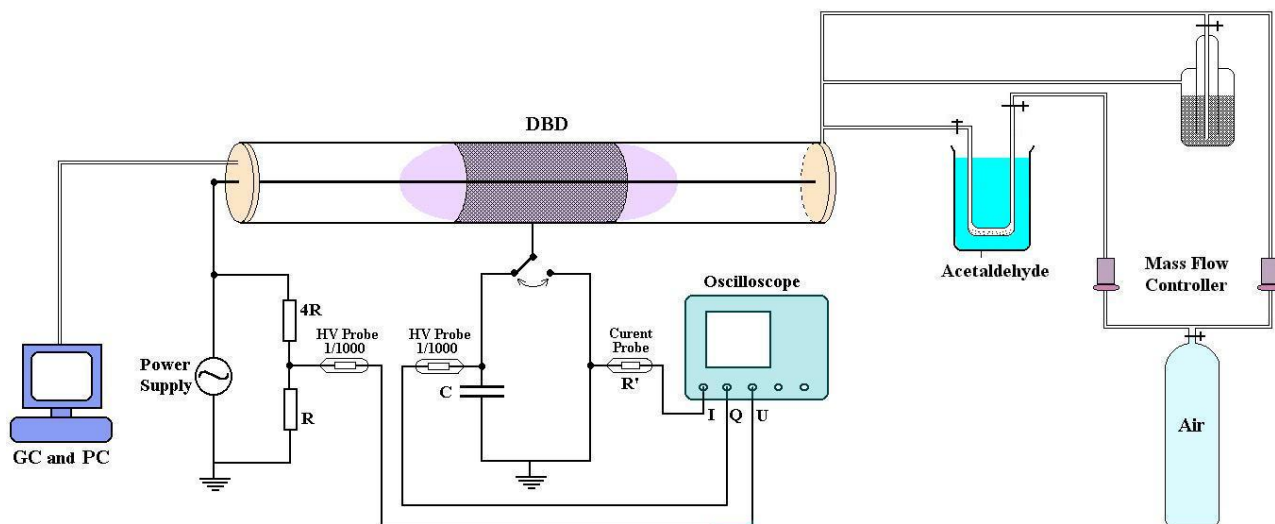 DBD
Acetaldehyde
Mass Flow
Controller
Oscilloscope
4R
HV Probe
1/1000
HV Probe
1/1000
Curent
Probe
R'
Power
Supply
R
C
I Q U
Air
GC and PC